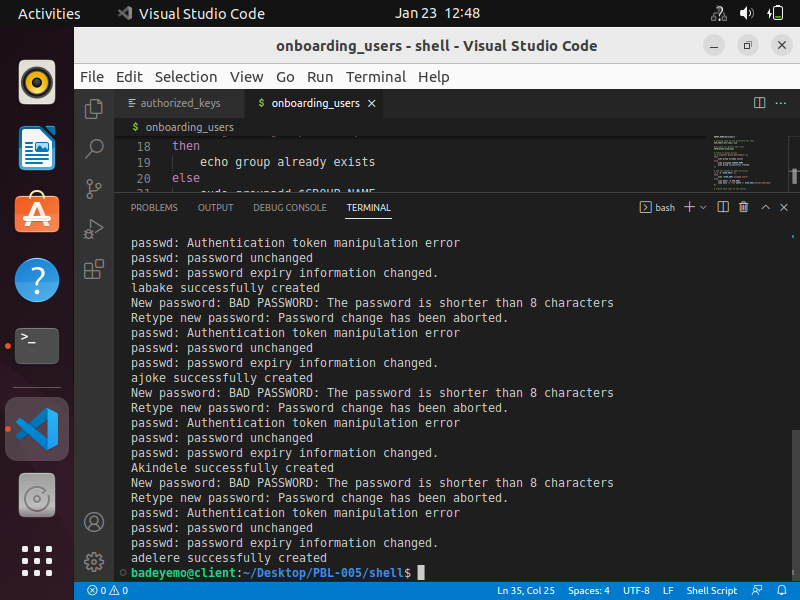 Activities
Visual Studio Code
Jan 23 12:48
onboarding_users - shell - Visual Studio Code
File Edit Selection View Go Run Terminal Help
authorized_keys
$ onboarding_users
$ onboarding_users
18 then
19 echo group already exists
20 else
PROBLEMS OUTPUT DEBUG CONSOLE TERMINAL
bash
passwd: Authentication token manipulation error
passwd: password unchanged
passwd: password expiry information changed.
labake successfully created
New password: BAD PASSWORD: The password is shorter than 8 characters
Retype new password: Password change has been aborted.
passwd: Authentication token manipulation error
passwd: password unchanged
passwd: password expiry information changed.
ajoke successfully created
New password: BAD PASSWORD: The password is shorter than 8 characters
Retype new password: Password change has been aborted.
passwd: Authentication token manipulation error
passwd: password unchanged
passwd: password expiry information changed.
Akindele successfully created
New password: BAD PASSWORD: The password is shorter than 8 characters
Retype new password: Password change has been aborted.
passwd: Authentication token manipulation error
passwd: password unchanged
passwd: password expiry information changed.
adelere successfully created
badeyemo@client:~/Desktop/PBL-005/shell$
0 0
Ln 35, Col 25 Spaces: 4 UTF-8 LF Shell Script